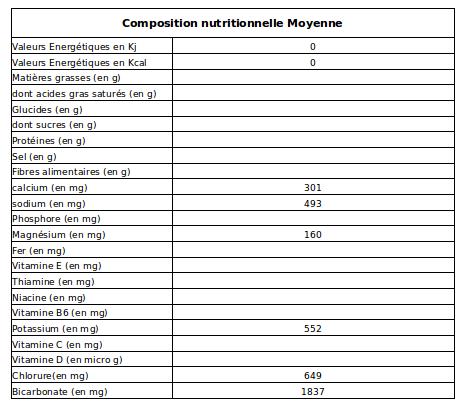 Composition nutritionnelle Moyenne
Valeurs Energétiques en Kj 0
Valeurs Energétiques en Kcal 0
Matières grasses (en g)
dont acides gras saturés (en g)
Glucides (en g)
dont sucres (en g)
Protéines (en g)
Sel (en g)
Fibres alimentaires (en g)
calcium (en mg) 301
sodium (en mg) 493
Phosphore (en mg)
Magnésium (en mg) 160
Fer (en mg)
Vitamine E (en mg)
Thiamine (en mg)
Niacine (en mg)
Vitamine B6 (en mg)
Potassium (en mg) 552
Vitamine C (en mg)
Vitamine D (en micro g)
Chlorure(en mg) 649
Bicarbonate (en mg) 1837